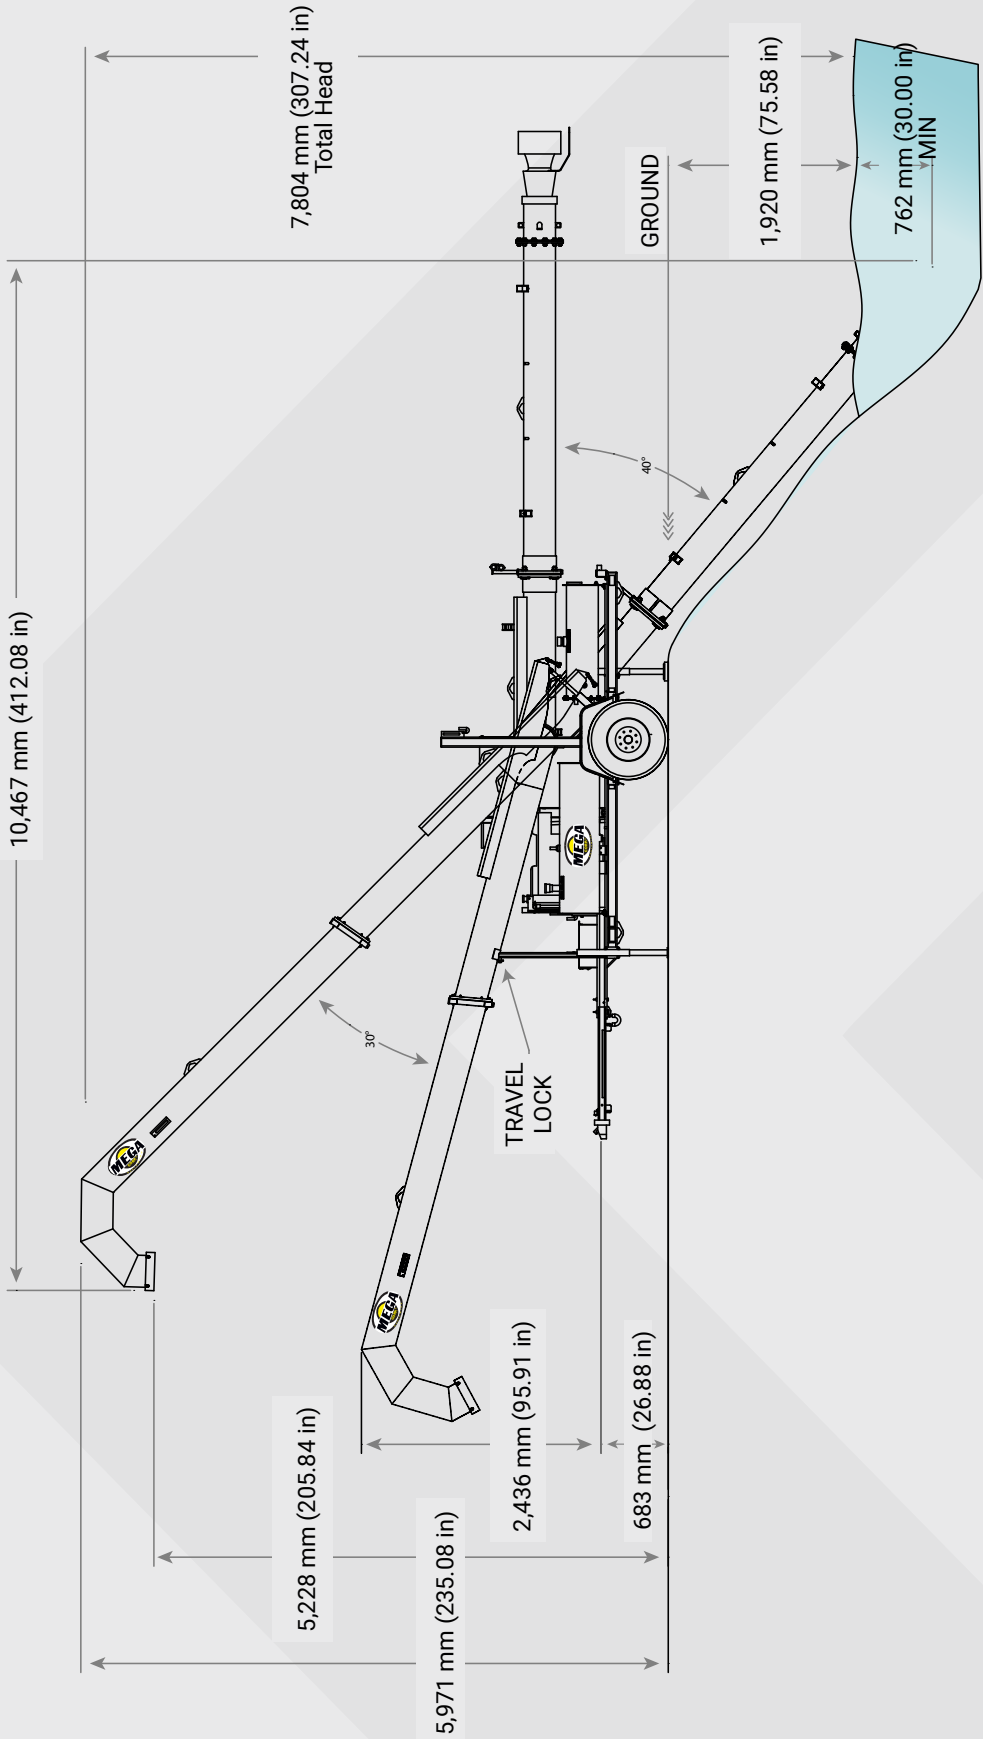 7,804 mm (307.24 in)
Total Head
10,467 mm (412.08 in)
GROUND
1,920 mm (75.58 in)
762 mm (30.00 in)
MIN
40°
MEGA
30°
TRAVEL
LOCK
MEGA
MEGA
2,436 mm (95.91 in)
683 mm (26.88 in)
5,228 mm (205.84 in)
5,971 mm (235.08 in)